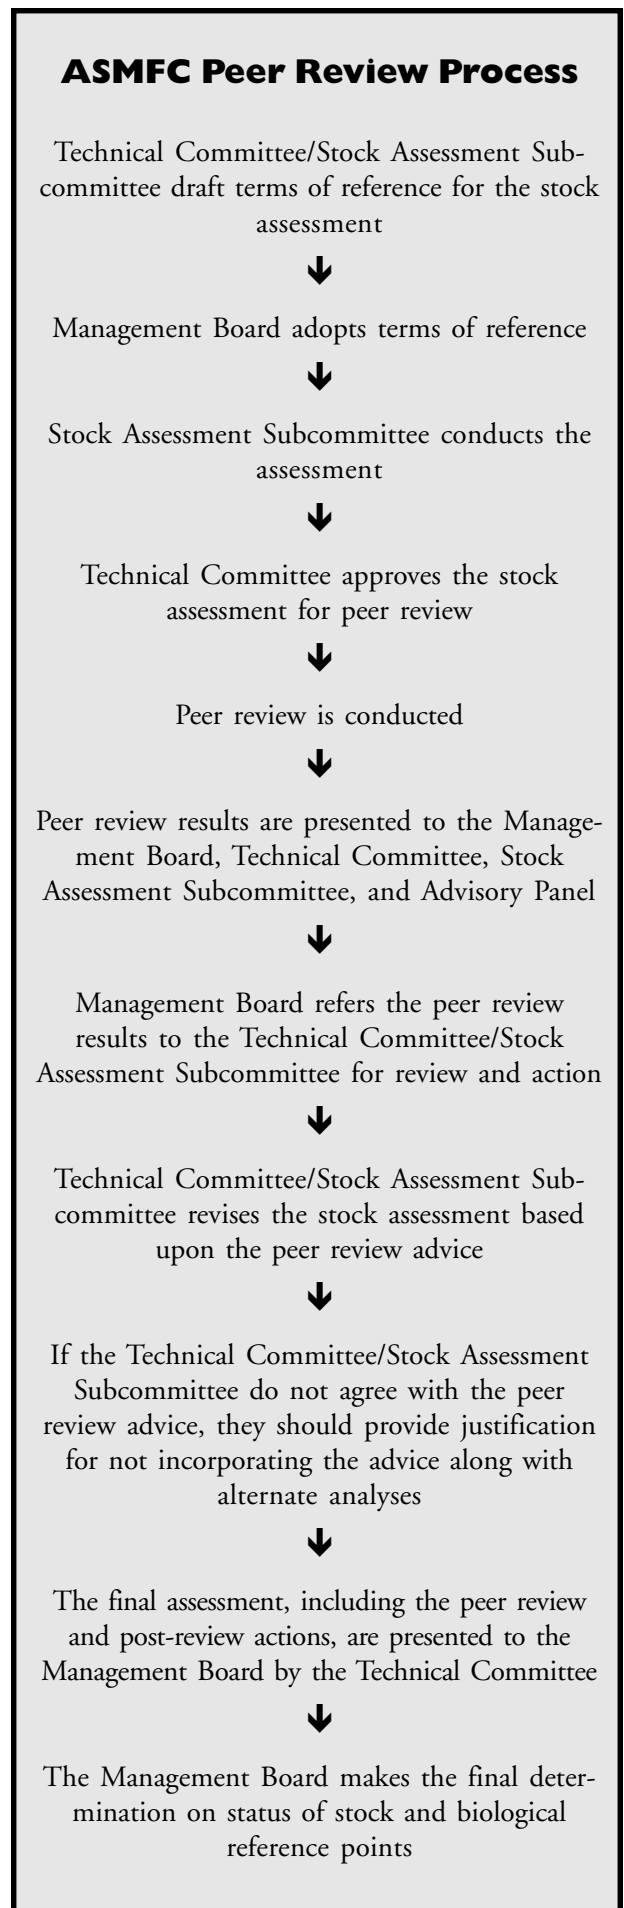 ASMFC Peer Review Process
Technical Committee/Stock Assessment Sub-
committee draft terms of reference for the stock
assessment
Management Board adopts terms of reference
Stock Assessment Subcommittee conducts the
assessment
Technical Committee approves the stock
assessment for peer review
Peer review is conducted
Peer review results are presented to the Manage-
ment Board, Technical Committee, Stock
Assessment Subcommittee, and Advisory Panel
Management Board refers the peer review
results to the Technical Committee/Stock
Assessment Subcommittee for review and action
Technical Committee/Stock Assessment Sub-
committee revises the stock assessment based
upon the peer review advice
If the Technical Committee/Stock Assessment
Subcommittee do not agree with the peer
review advice, they should provide justification
for not incorporating the advice along with
alternate analyses
The final assessment, including the peer review
and post-review actions, are presented to the
Management Board by the Technical Committee
The Management Board makes the final deter-
mination on status of stock and biological
reference points